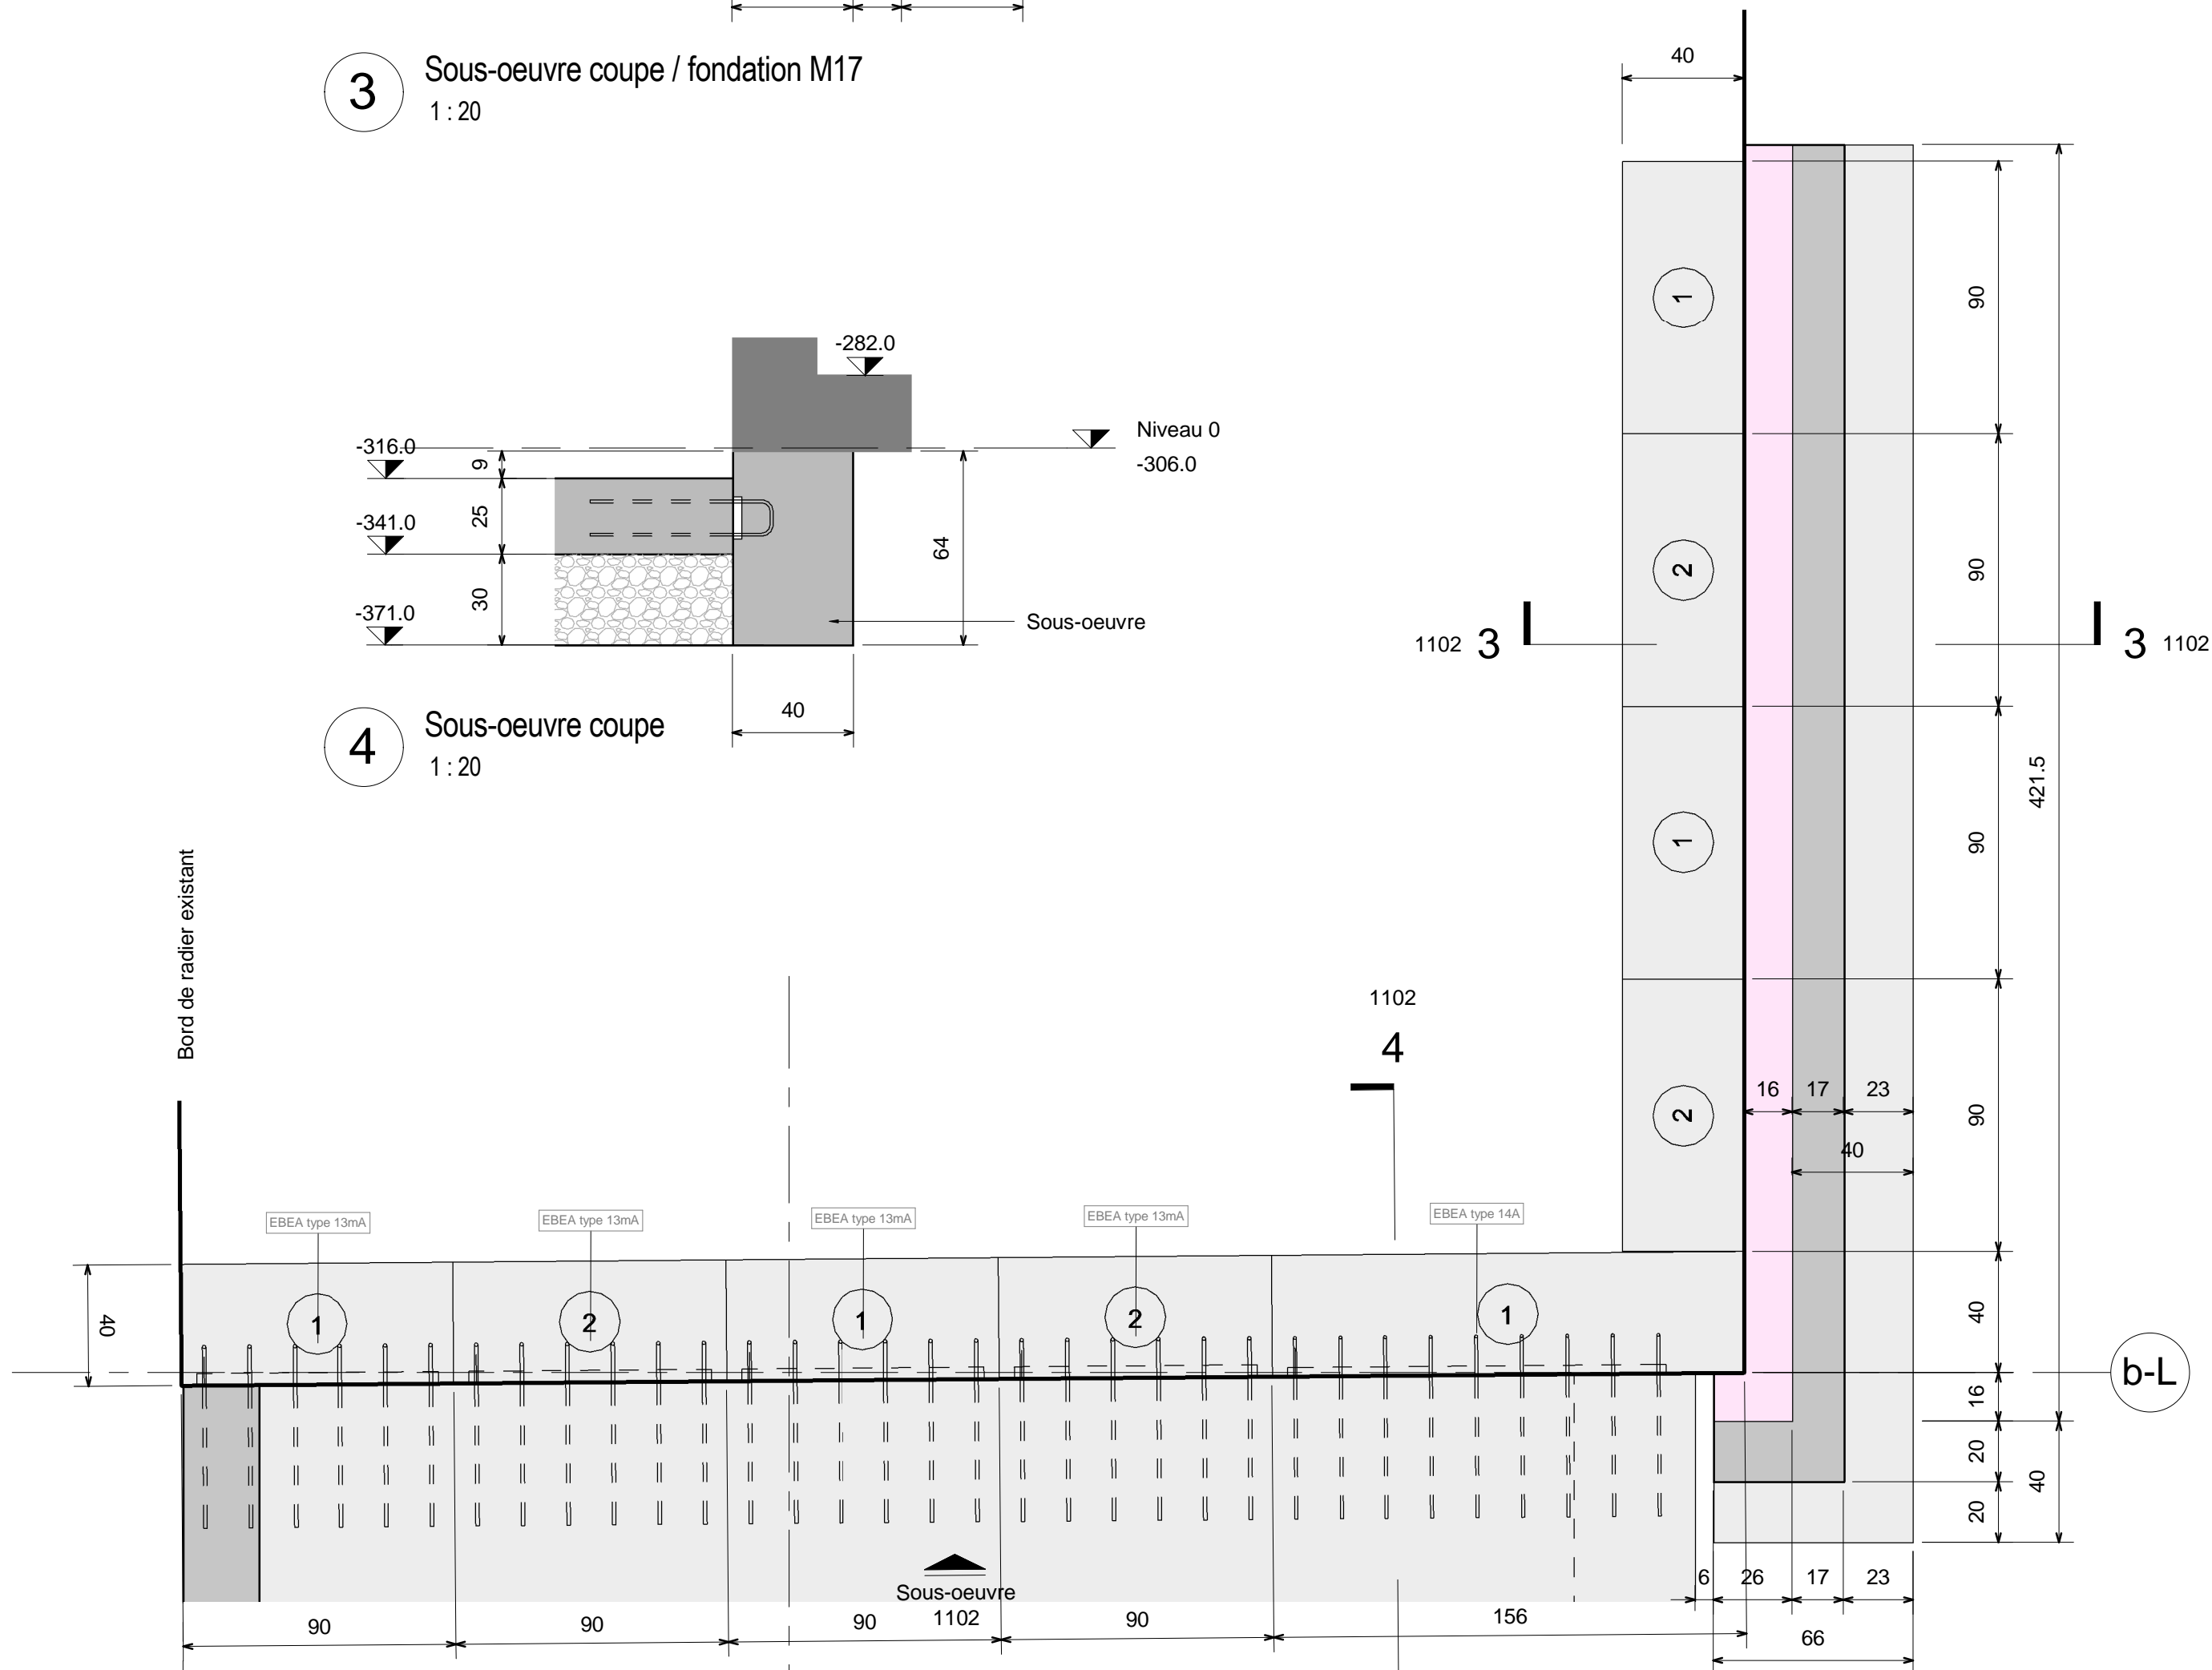 3
Sous-oeuvre coupe / fondation M17
1 : 20
40
-282.0
Niveau 0
-306.0
-316.0
9
25
-341.0
30
-371.0
64
Sous-oeuvre
40
4
Sous-oeuvre coupe
1 : 20
1
2
1
2
90
90
90
90
421.5
1102 3
3 1102
Bord de radier existant
1102
4
16 17 23
40
EBEA type 13mA
EBEA type 13mA
EBEA type 13mA
EBEA type 13mA
EBEA type 14A
40
1
2
1
2
1
40
b-L
16
20
40
20
Sous-oeuvre
1102
6 26 17 23
90
90
90
90
156
66